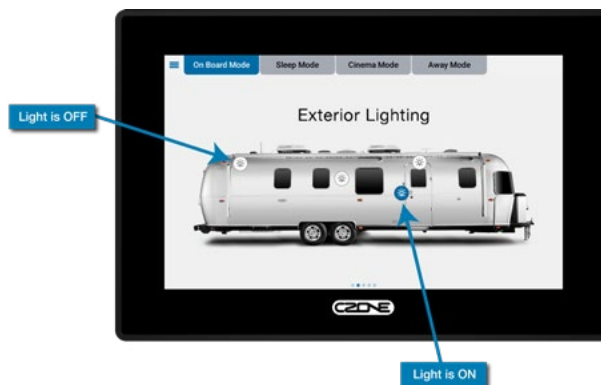 On Board Mode Sleep Mode Cinema Mode Away Mode
Light is OFF
Exterior Lighting
CZONE
Light is ON